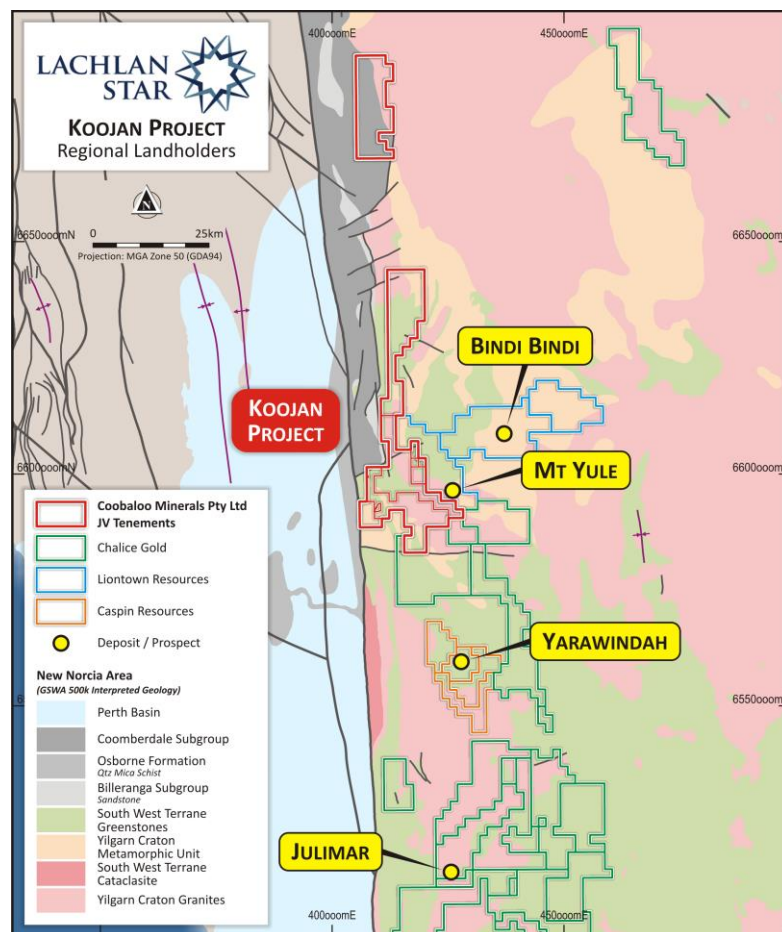 LACHLAN
STAR
KOOJAN PROJECT
Regional Landholders
N
0 25km
Projection: MGA Zone 50 (GDA94)
400000mE
450000mE
6650000mN
6650000m
BINDI BINDI
KOOJAN
PROJECT
MT YULE
6600000mN
6600000m
Coobaloo Minerals Pty Ltd
JV Tenements
Chalice Gold
Liontown Resources
Caspin Resources
Deposit / Prospect
YARAWINDAH
New Norcia Area
(GSWA 500k Interpreted Geology)
6550000m
Perth Basin
Coomberdale Subgroup
Osborne Formation
Qtz Mica Schist
Billeranga Subgroup
Sandstone
South West Terrane
Greenstones
Yilgarn Craton
Metamorphic Unit
South West Terrane
Cataclasite
Yilgarn Craton Granites
JULIMAR
400000mE
450000mE